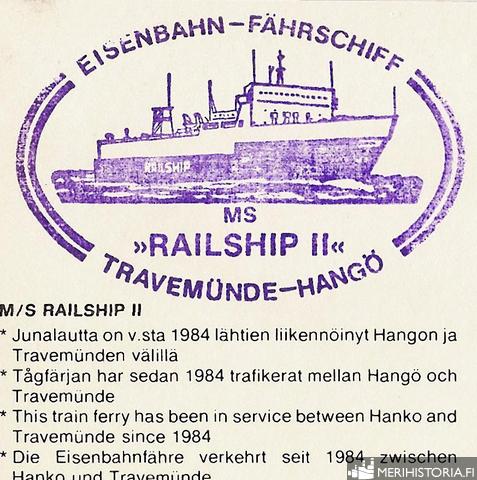 EISENBAHN-FÄHRSCHIFF
RAILSHIP
MS
»RAILSHIP II«
TRAVEMÜNDE-HANGÖ
M/S RAILSHIP II
* Junalautta on v.sta 1984 lähtien liikennöinyt Hangon ja
Travemünden välillä
* Tågfärjan har sedan 1984 trafikerat mellan Hangö och
Travemünde
* This train ferry has been in service between Hanko and
Travemünde since 1984
* Die Eisenbahnfähre verkehrt seit 1984 zwischen
Hanko und Travemünde
MERIHISTORIA.FI